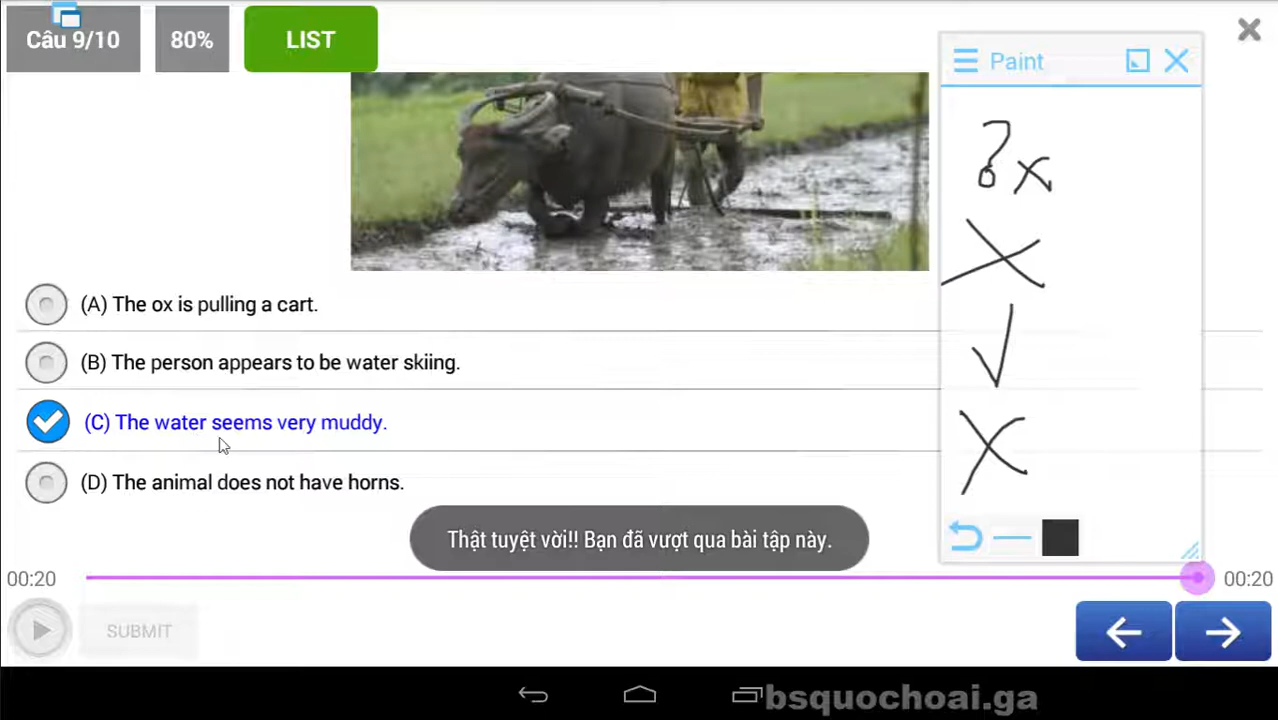 Câu 9/10 80% LIST
Paint
?x
(A) The ox is pulling a cart.
(B) The person appears to be water skiing.
(C) The water seems very muddy.
(D) The animal does not have horns.
Thật tuyệt vời!! Bạn đã vượt qua bài tập này.
00:20 00:20
SUBMIT
bsquochoai.ga